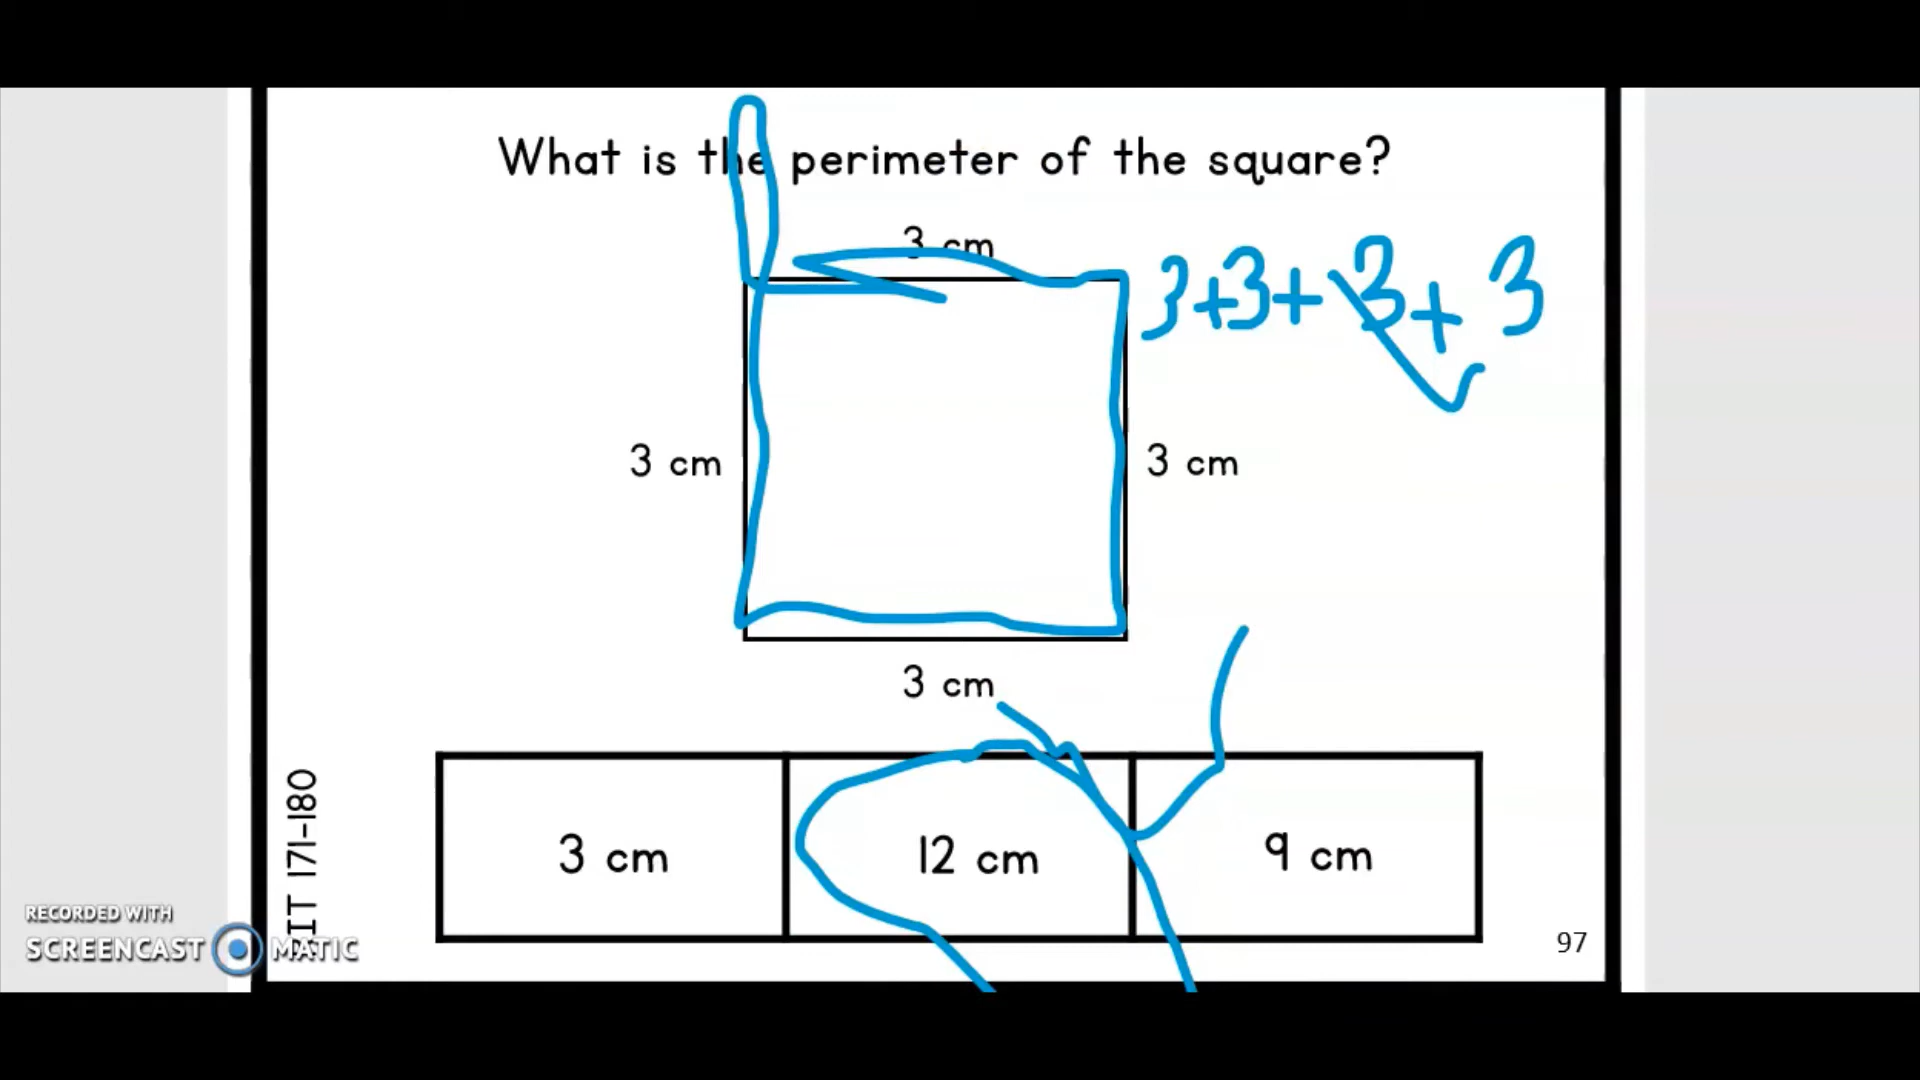 What is the perimeter of the square?
3 cm
3+3+3+3
3 cm
3 cm
3 cm
3 cm
12 cm
9 cm
IT 171-180
97
RECORDED WITH
SCREENCAST MATIC